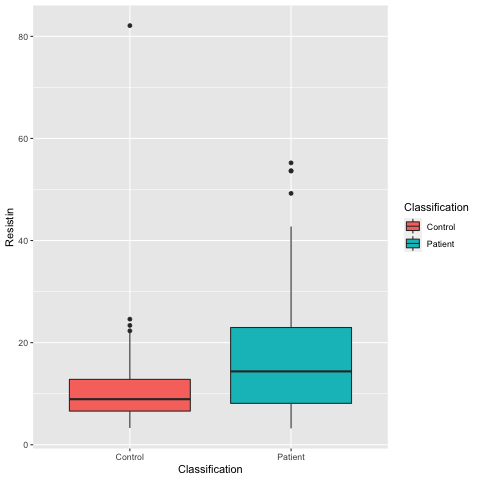 80
60
40
20
0
Resistin
Control
Patient
Classification
Classification
Control
Patient